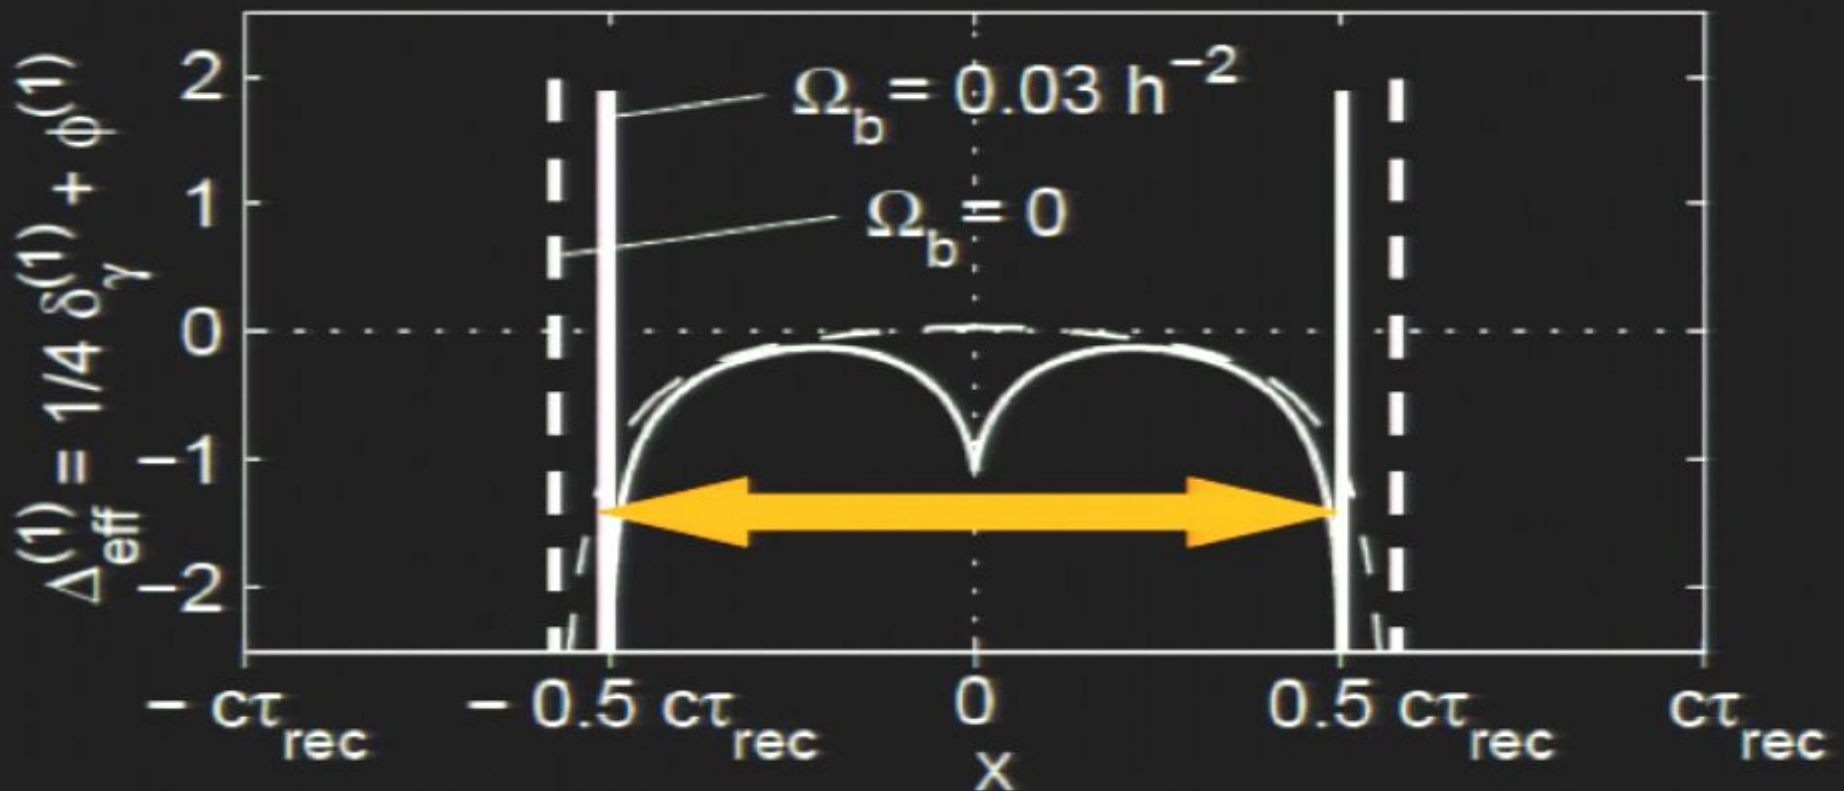 Δ_eff^(1) = 1/4 δ_γ^(1) + ϕ^(1)
2
1
0
−1
−2
Ω_b = 0.03 h^−2
Ω_b = 0
− cτ_rec
− 0.5 cτ_rec
0
0.5 cτ_rec
cτ_rec
x